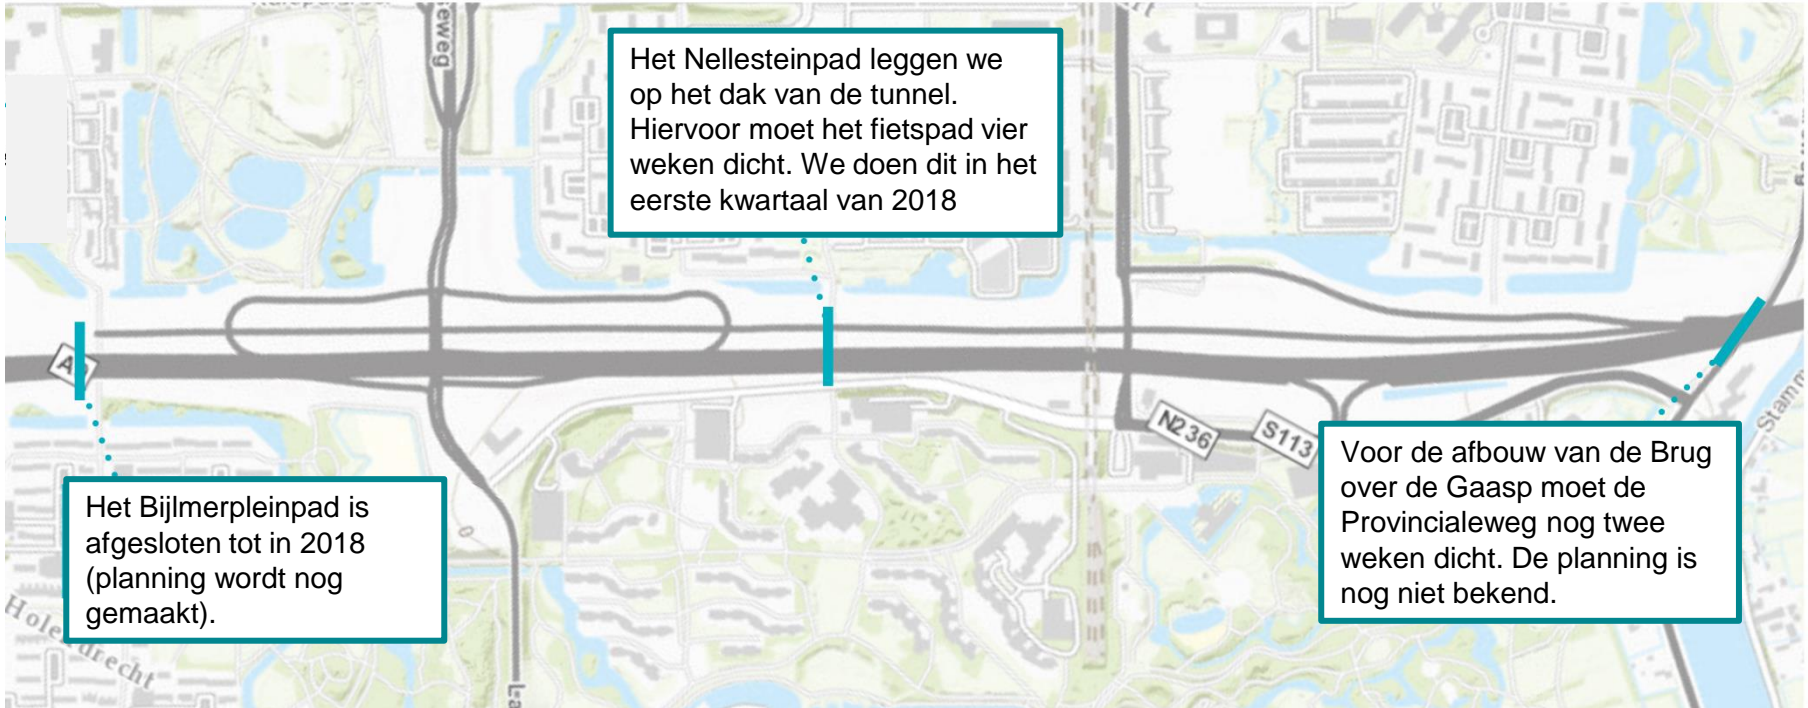 eweg
Het Nellesteinpad leggen we
op het dak van de tunnel.
Hiervoor moet het fietspad vier
weken dicht. We doen dit in het
eerste kwartaal van 2018
N236
S113
Stamm
Het Bijlmerpleinpad is
afgesloten tot in 2018
(planning wordt nog
gemaakt).
Voor de afbouw van de Brug
over de Gaasp moet de
Provincialeweg nog twee
weken dicht. De planning is
nog niet bekend.
La